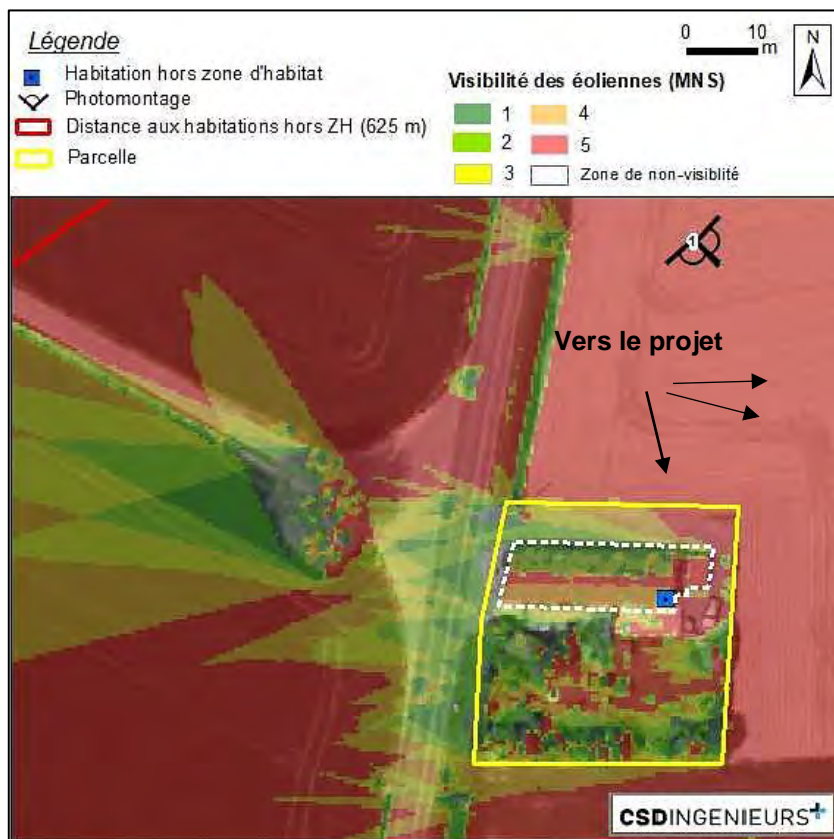 Légende
Habitation hors zone d'habitat
Photomontage
Distance aux habitations hors ZH (625 m)
Parcelle
0 10
m
N
Visibilité des éoliennes (MNS)
1 4
2 5
3 Zone de non-visiblité
1
Vers le projet
CSDINGENIEURS+